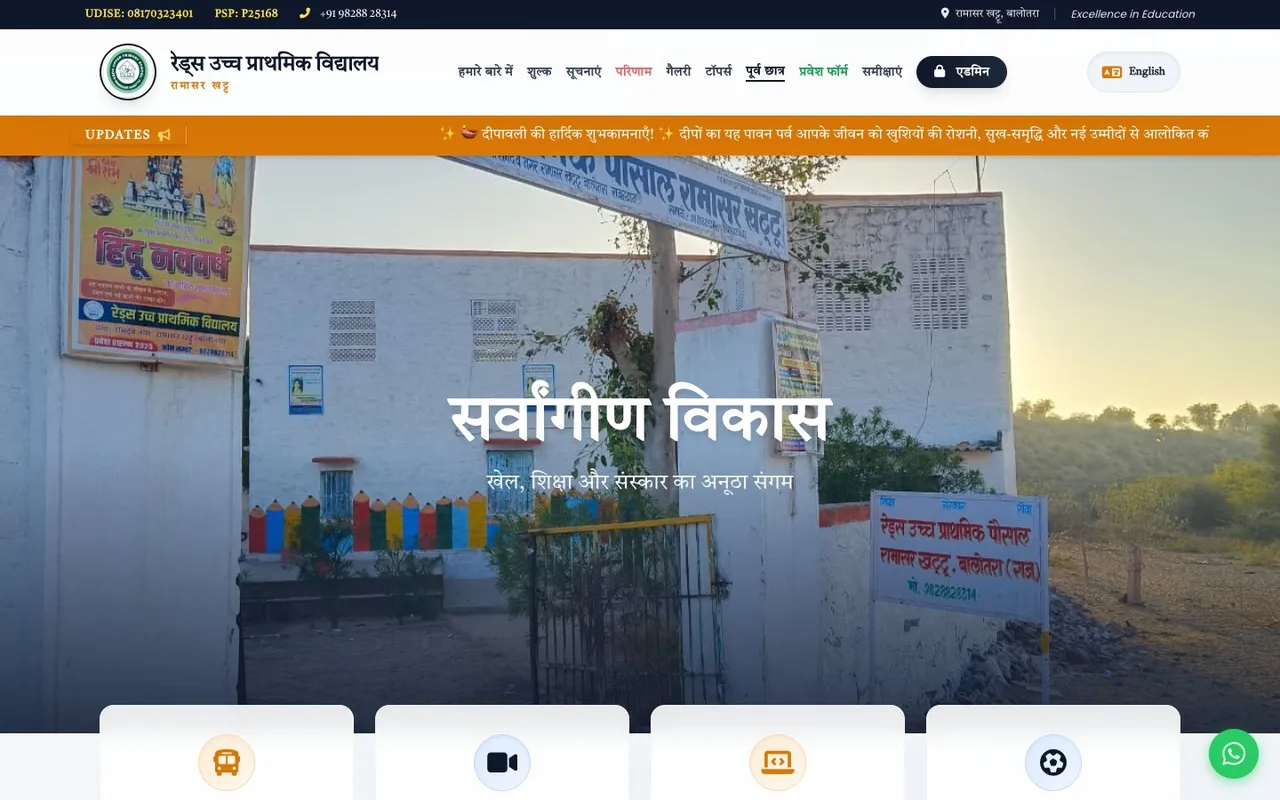 UDISE: 08170323401 PSP: P25168 +91 98288 28314 रामासर खट्टू, बालोतरा Excellence in Education
रेड्स उच्च प्राथमिक विद्यालय
रामासर खट्टू
हमारे बारे में शुल्क सूचनाएं परिणाम गैलरी टॉपर्स पूर्व छात्र प्रवेश फॉर्म समीक्षाएं एडमिन English
UPDATES ✨ 🪔 दीपावली की हार्दिक शुभकामनाएँ! ✨ दीपों का यह पावन पर्व आपके जीवन को खुशियों की रोशनी, सुख-समृद्धि और नई उम्मीदों से आलोकित
हिंदू नववर्ष
रेड्स उच्च प्राथमिक विद्यालय
पौसाल रामासर खट्टू
सर्वांगीण विकास
खेल, शिक्षा और संस्कार का अनूठा संगम
रेड्स उच्च प्राथमिक पौसाल
रामासर खट्टू . बालोतरा (राज)
मो. 9828828314